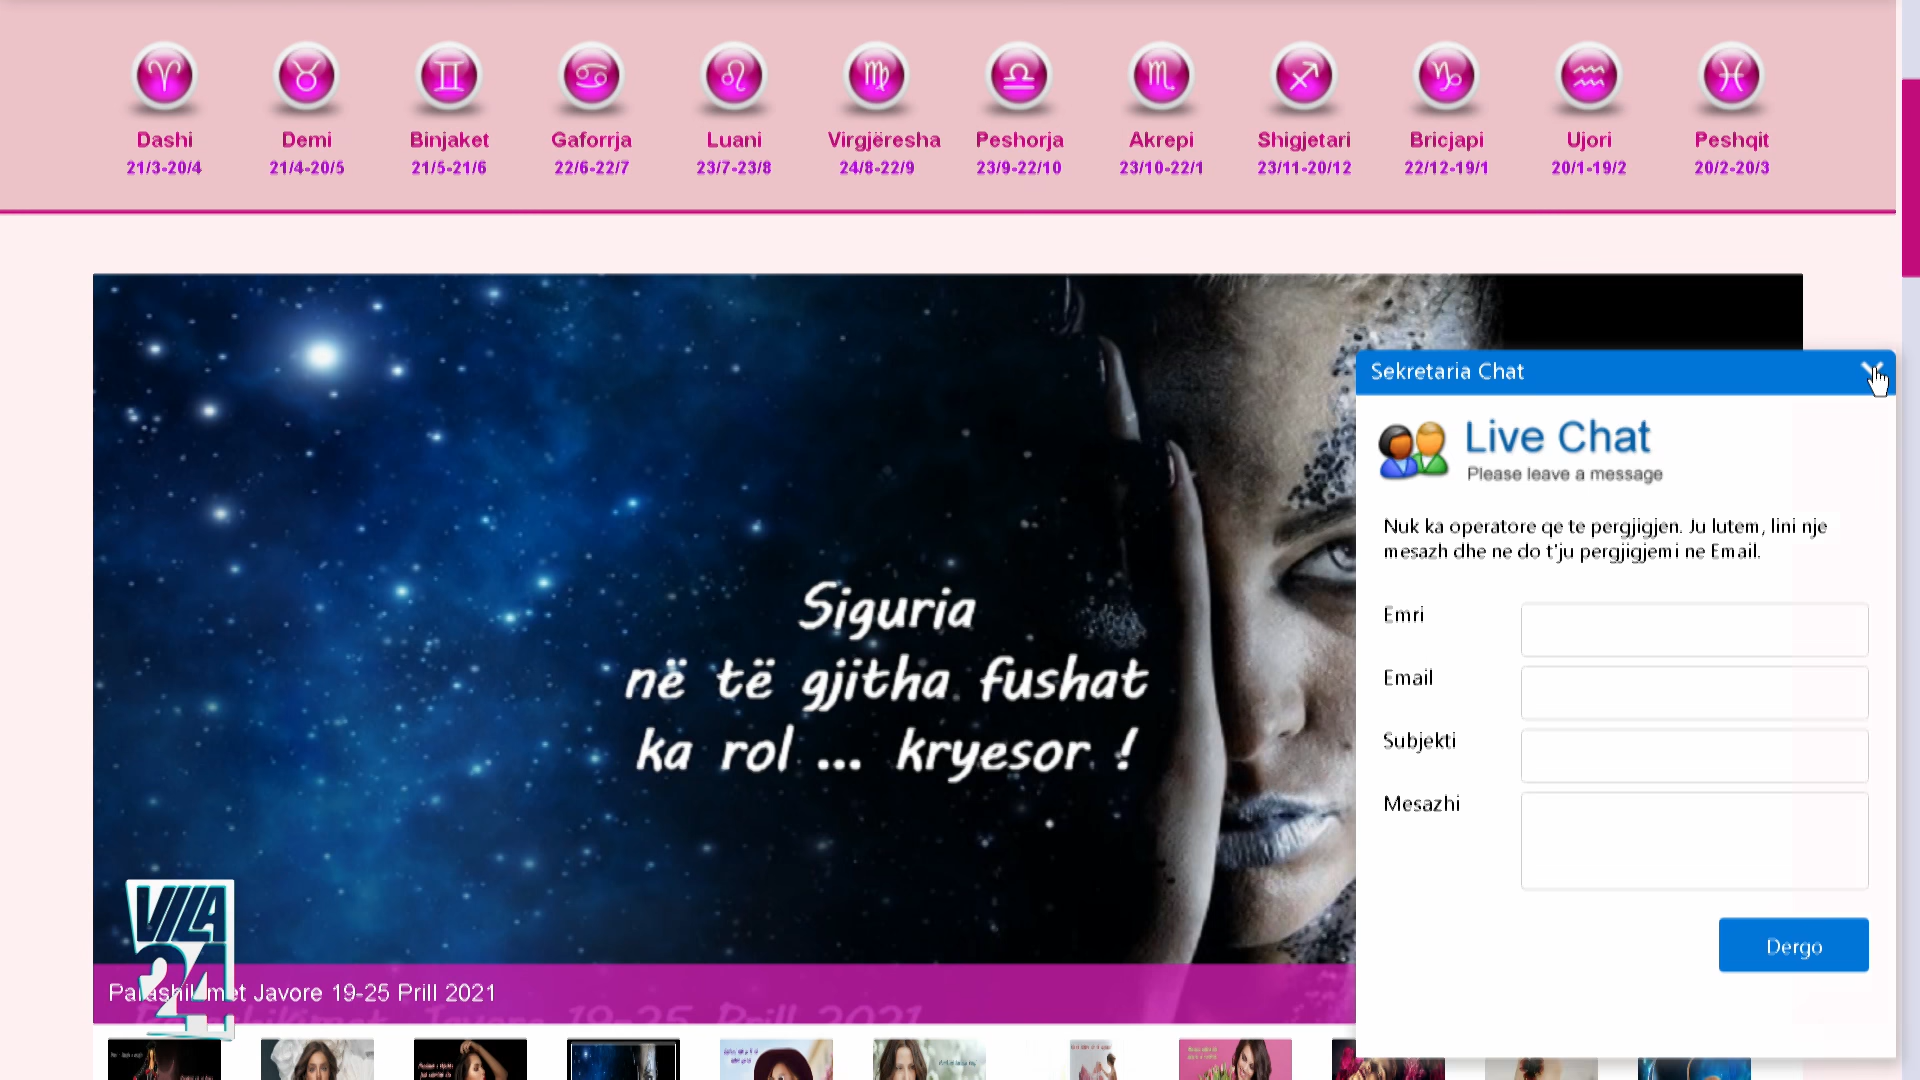 Dashi
21/3-20/4
Demi
21/4-20/5
Binjaket
21/5-21/6
Gaforrja
22/6-22/7
Luani
23/7-23/8
Virgjëresha
24/8-22/9
Peshorja
23/9-22/10
Akrepi
23/10-22/1
Shigjetari
23/11-20/12
Bricjapi
22/12-19/1
Ujori
20/1-19/2
Peshqit
20/2-20/3
Siguria
në të gjitha fushat
ka rol ... kryesor !
VILA
24
Parashikimet Javore 19-25 Prill 2021
Sekretaria Chat
Live Chat
Please leave a message
Nuk ka operatore qe te pergjigjen. Ju lutem, lini nje
mesazh dhe ne do t'ju pergjigjemi ne Email.
Emri
Email
Subjekti
Mesazhi
Dergo